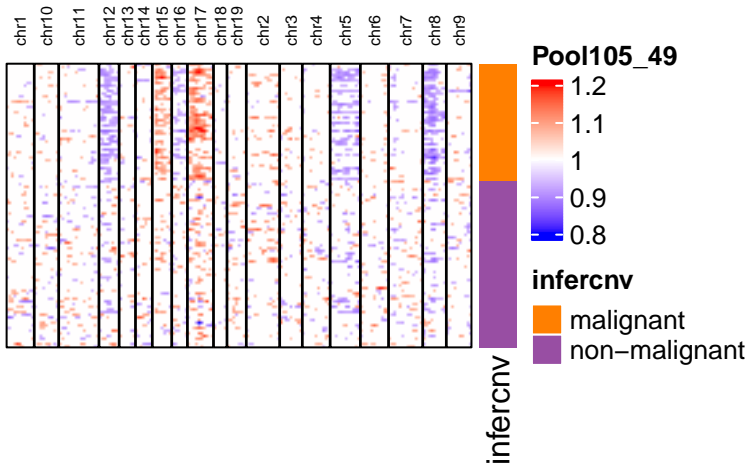 chr1
chr10
chr11
chr12
chr13
chr14
chr15
chr16
chr17
chr18
chr19
chr2
chr3
chr4
chr5
chr6
chr7
chr8
chr9
Pool105_49
1.2
1.1
1
0.9
0.8
infercnv
malignant
non−malignant
infercnv